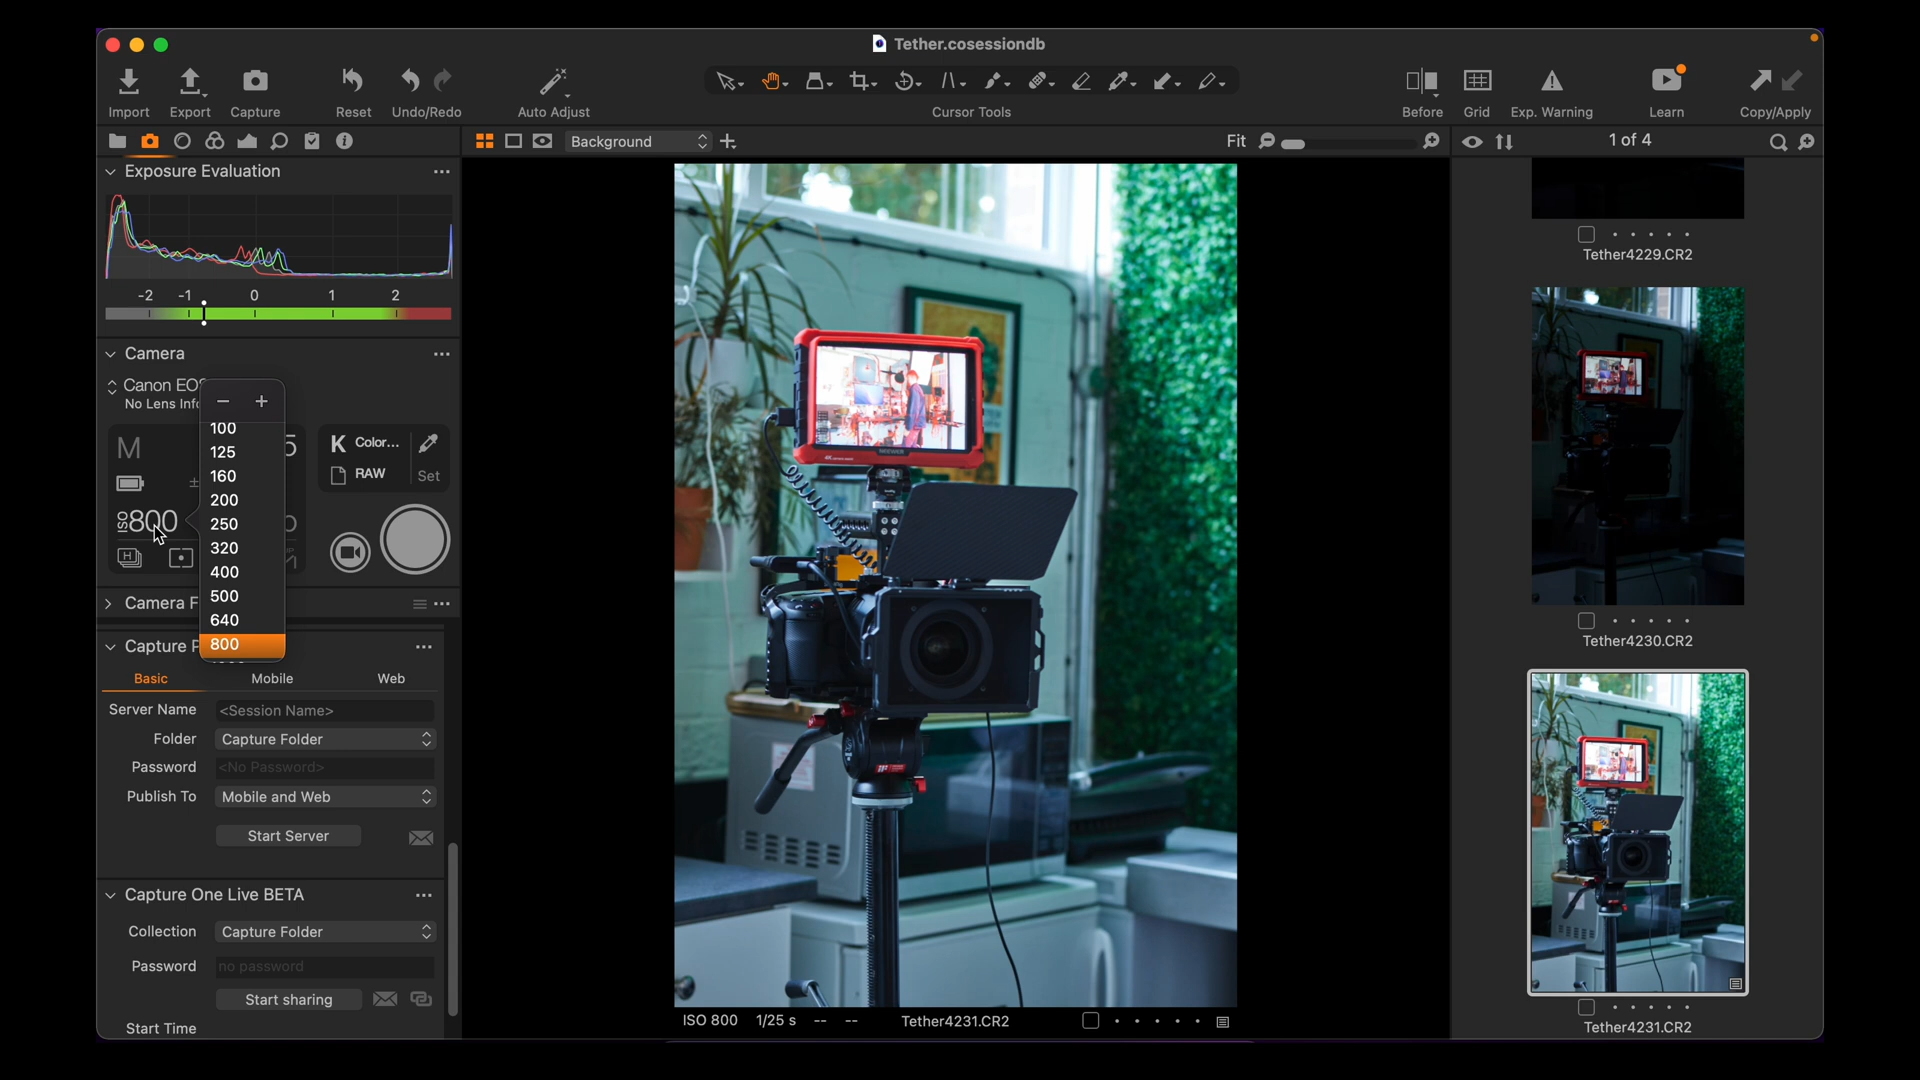 Tether.cosessiondb
Import
Export
Capture
Reset
Undo/Redo
Auto Adjust
Cursor Tools
Before
Grid
Exp. Warning
Learn
Copy/Apply
Background
Fit
1 of 4
Exposure Evaluation
-2 -1 0 1 2
Camera
Canon EOS
No Lens Info
M
5
K Color...
RAW
Set
ISO 800
100
125
160
200
250
320
400
500
640
800
Camera F
Capture P
Basic Mobile Web
Server Name <Session Name>
Folder Capture Folder
Password <No Password>
Publish To Mobile and Web
Start Server
Capture One Live BETA
Collection Capture Folder
Password no password
Start sharing
Start Time
NEEWER
ISO 800 1/25 s -- -- Tether4231.CR2
Tether4229.CR2
Tether4230.CR2
Tether4231.CR2